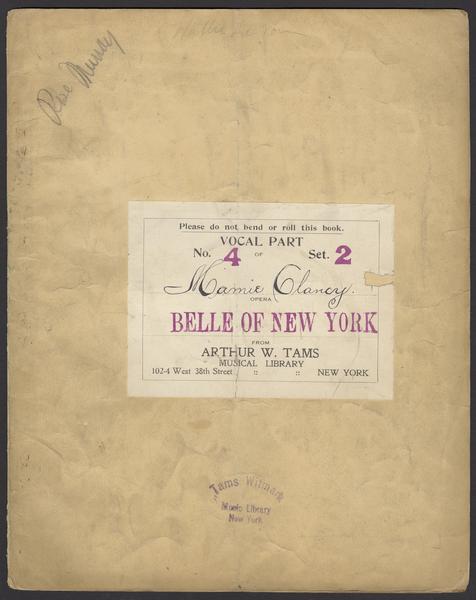 Rose Murray
Please do not bend or roll this book.
VOCAL PART
No. 4 OF Set. 2
Mamie Clancy.
OPERA
BELLE OF NEW YORK
FROM
ARTHUR W. TAMS
MUSICAL LIBRARY
102-4 West 38th Street :: :: NEW YORK
Tams Witmark
Music Library
New York